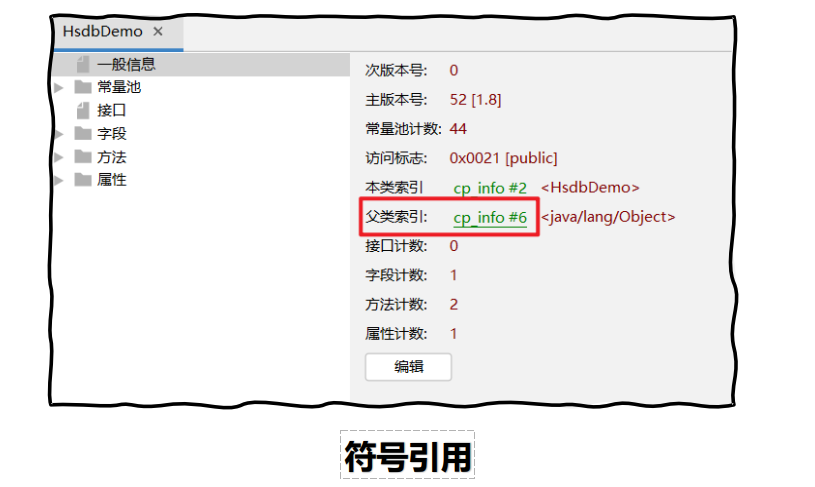 HsdbDemo ×
一般信息
常量池
接口
字段
方法
属性
次版本号: 0
主版本号: 52 [1.8]
常量池计数: 44
访问标志: 0x0021 [public]
本类索引 cp_info #2 <HsdbDemo>
父类索引: cp_info #6 <java/lang/Object>
接口计数: 0
字段计数: 1
方法计数: 2
属性计数: 1
编辑
符号引用